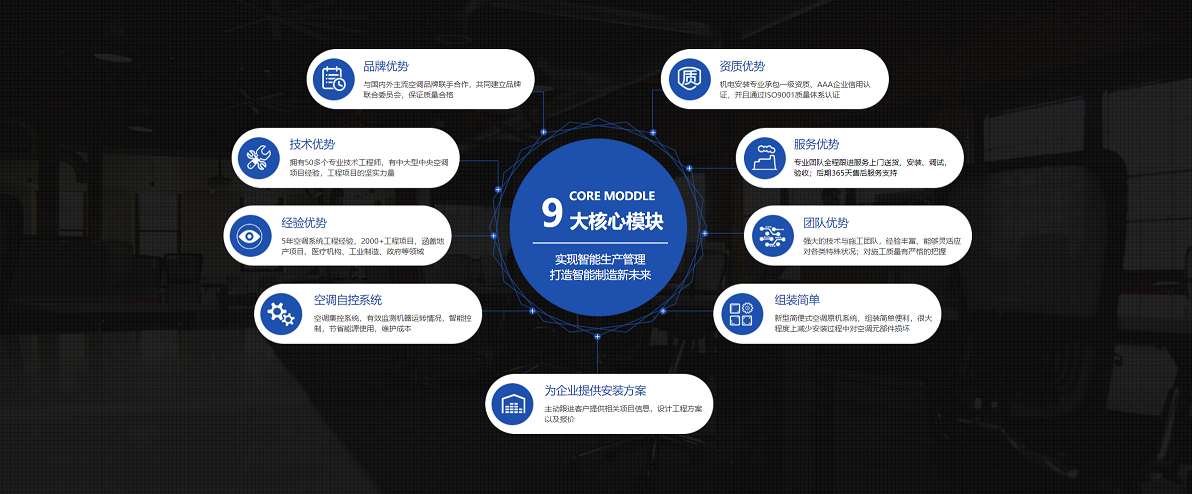 品牌优势
与国内外主流空调品牌联手合作，共同建立品牌
联合委员会，保证质量合格
质
资质优势
机电安装专业承包一级资质、AAA企业信用认
证，并且通过ISO9001质量体系认证
技术优势
拥有50多个专业技术工程师，有中大型中央空调
项目经验，工程项目的坚实力量
服务优势
专业团队全程跟进服务上门送货、安装、调试，
验收；后期365天售后服务支持
经验优势
5年空调系统工程经验，2000+工程项目，涵盖地
产项目、医疗机构、工业制造、政府等领域
9
CORE MODDLE
大核心模块
实现智能生产管理
打造智能制造新未来
团队优势
强大的技术与施工团队，经验丰富、能够灵活应
对各类特殊状况；对施工质量有严格的把握
空调自控系统
空调集控系统，有效监测机器运转情况，智能控
制，节省能源使用，维护成本
组装简单
新型简便式空调原机系统，组装简单便利，很大
程度上减少安装过程中对空调元部件损坏
为企业提供安装方案
主动跟进客户提供相关项目信息，设计工程方案
以及报价